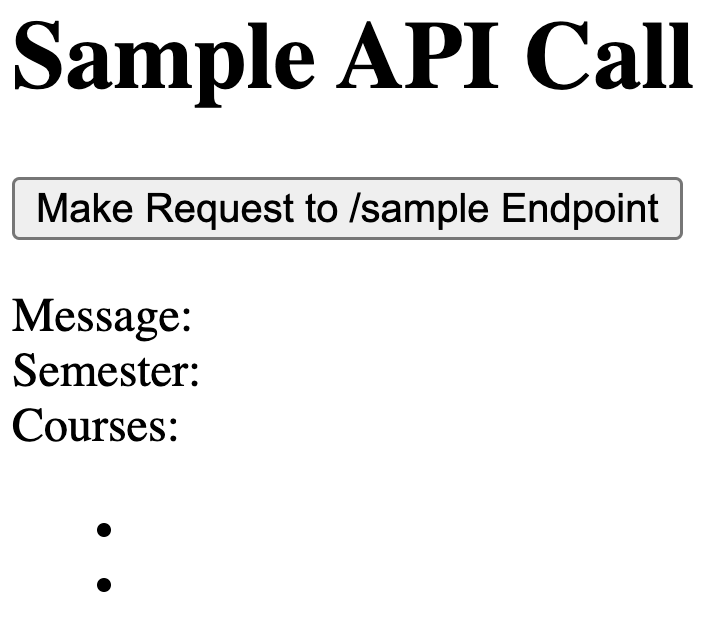 Sample API Call
Make Request to /sample Endpoint
Message:
Semester:
Courses: